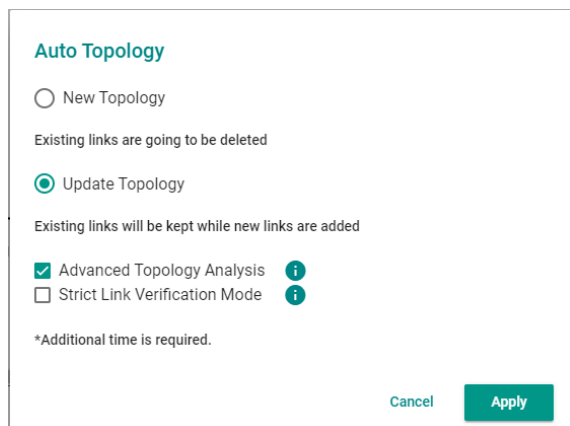 Auto Topology
New Topology
Existing links are going to be deleted
Update Topology
Existing links will be kept while new links are added
Advanced Topology Analysis i
Strict Link Verification Mode i
*Additional time is required.
Cancel Apply